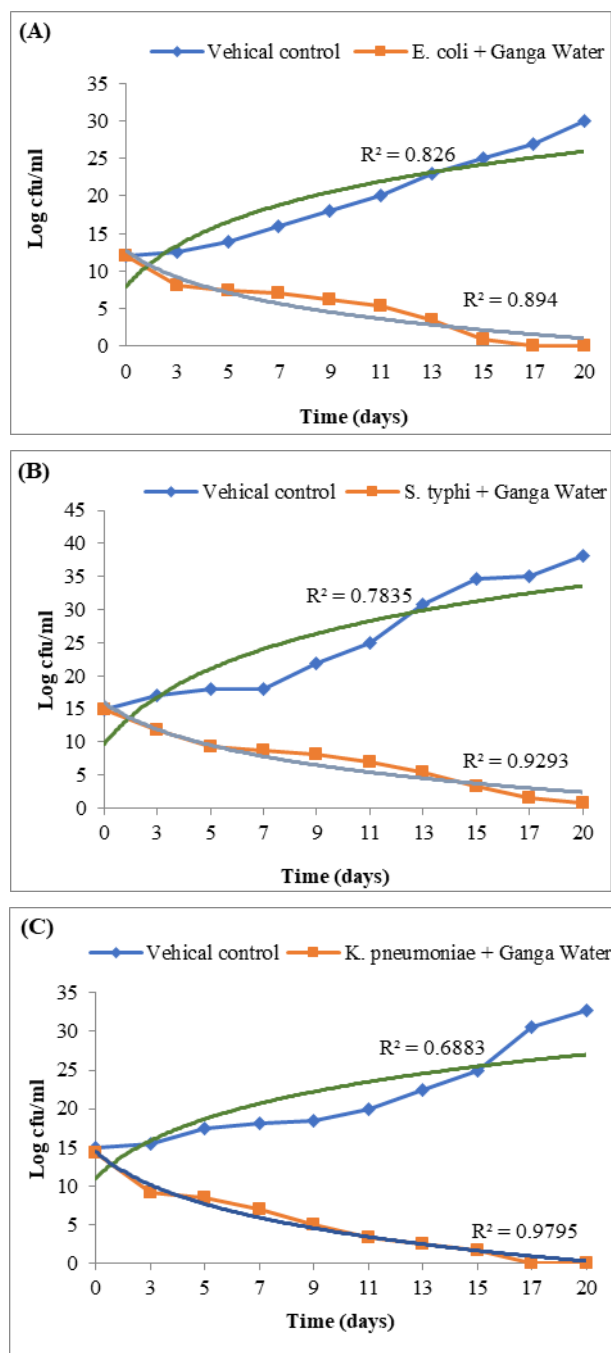 (A)
Vehical control E. coli + Ganga Water
35
30
25
20
15
10
5
0
Log cfu/ml
R² = 0.826
R² = 0.894
0 3 5 7 9 11 13 15 17 20
Time (days)
(B)
Vehical control S. typhi + Ganga Water
45
40
35
30
25
20
15
10
5
0
Log cfu/ml
R² = 0.7835
R² = 0.9293
0 3 5 7 9 11 13 15 17 20
Time (days)
(C)
Vehical control K. pneumoniae + Ganga Water
35
30
25
20
15
10
5
0
Log cfu/ml
R² = 0.6883
R² = 0.9795
0 3 5 7 9 11 13 15 17 20
Time (days)